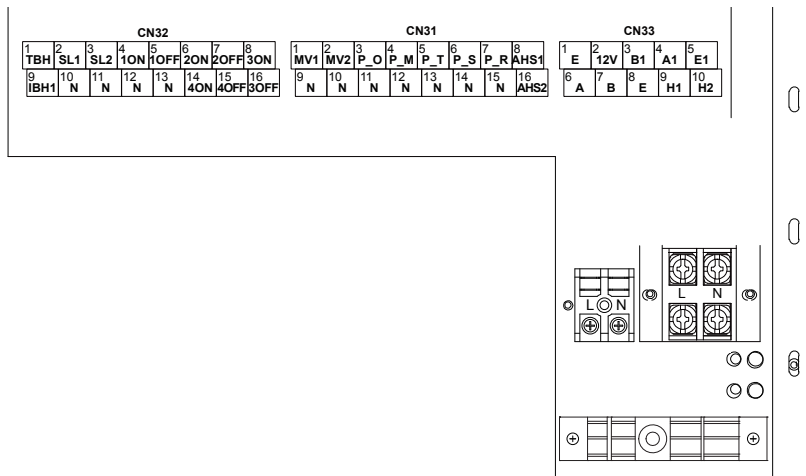 CN32 CN31 CN33
1 2 3 4 5 6 7 8 1 2 3 4 5 6 7 8 1 2 3 4 5
TBH SL1 SL2 1ON 1OFF 2ON 2OFF 3ON MV1 MV2 P_O P_M P_T P_S P_R AHS1 E 12V B1 A1 E1
9 10 11 12 13 14 15 16 9 10 11 12 13 14 15 16 6 7 8 9 10
IBH1 N N N N 4ON 4OFF 3OFF N N N N N N N AHS2 A B E H1 H2
L N
L N